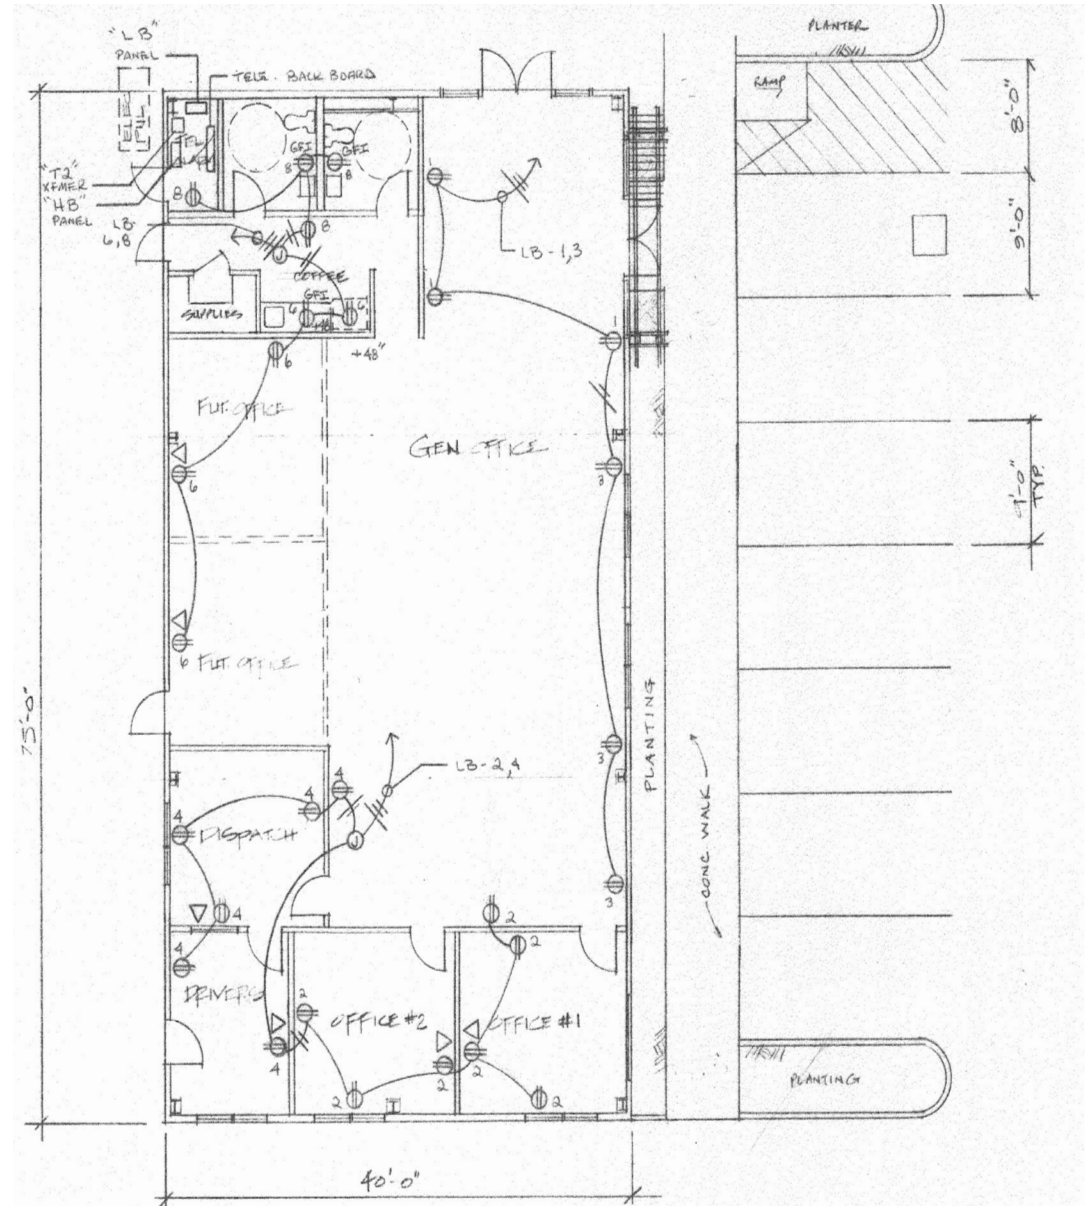 "LB"
PANEL
TELE. BACK BOARD
"T2"
XFMER
"HB"
PANEL
LB-
6,8
GFI
8
GFI
8
8
8
J
COFFEE
GFI
6
6
+48"
SUPPLIES
6
1
1
LB-1,3
FUT. OFFICE
6
GEN OFFICE
3
6
FUT. OFFICE
3
3
LB-2,4
4
4
4
J
DISPATCH
4
4
DRIVERS
4
2
OFFICE #2
2
2
2
2
OFFICE #1
2
2
PLANTING
CONC WALK
PLANTER
RAMP
8'-0"
9'-0"
9'-0"
TYP.
PLANTING
75'-0"
40'-0"